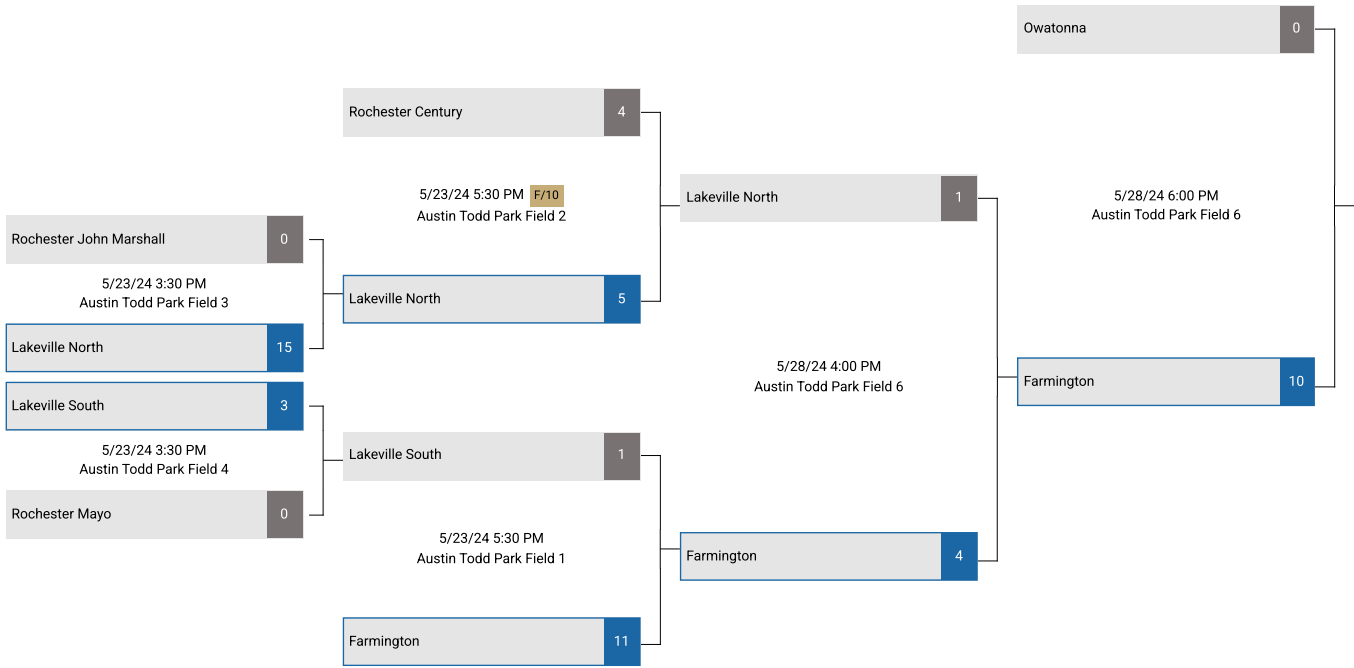 Owatonna 0
Rochester Century 4
5/23/24 5:30 PM F/10
Austin Todd Park Field 2
Lakeville North 1
5/28/24 6:00 PM
Austin Todd Park Field 6
Rochester John Marshall 0
5/23/24 3:30 PM
Austin Todd Park Field 3
Lakeville North 5
Lakeville North 15
Lakeville South 3
5/28/24 4:00 PM
Austin Todd Park Field 6
Farmington 10
5/23/24 3:30 PM
Austin Todd Park Field 4
Lakeville South 1
Rochester Mayo 0
5/23/24 5:30 PM
Austin Todd Park Field 1
Farmington 4
Farmington 11